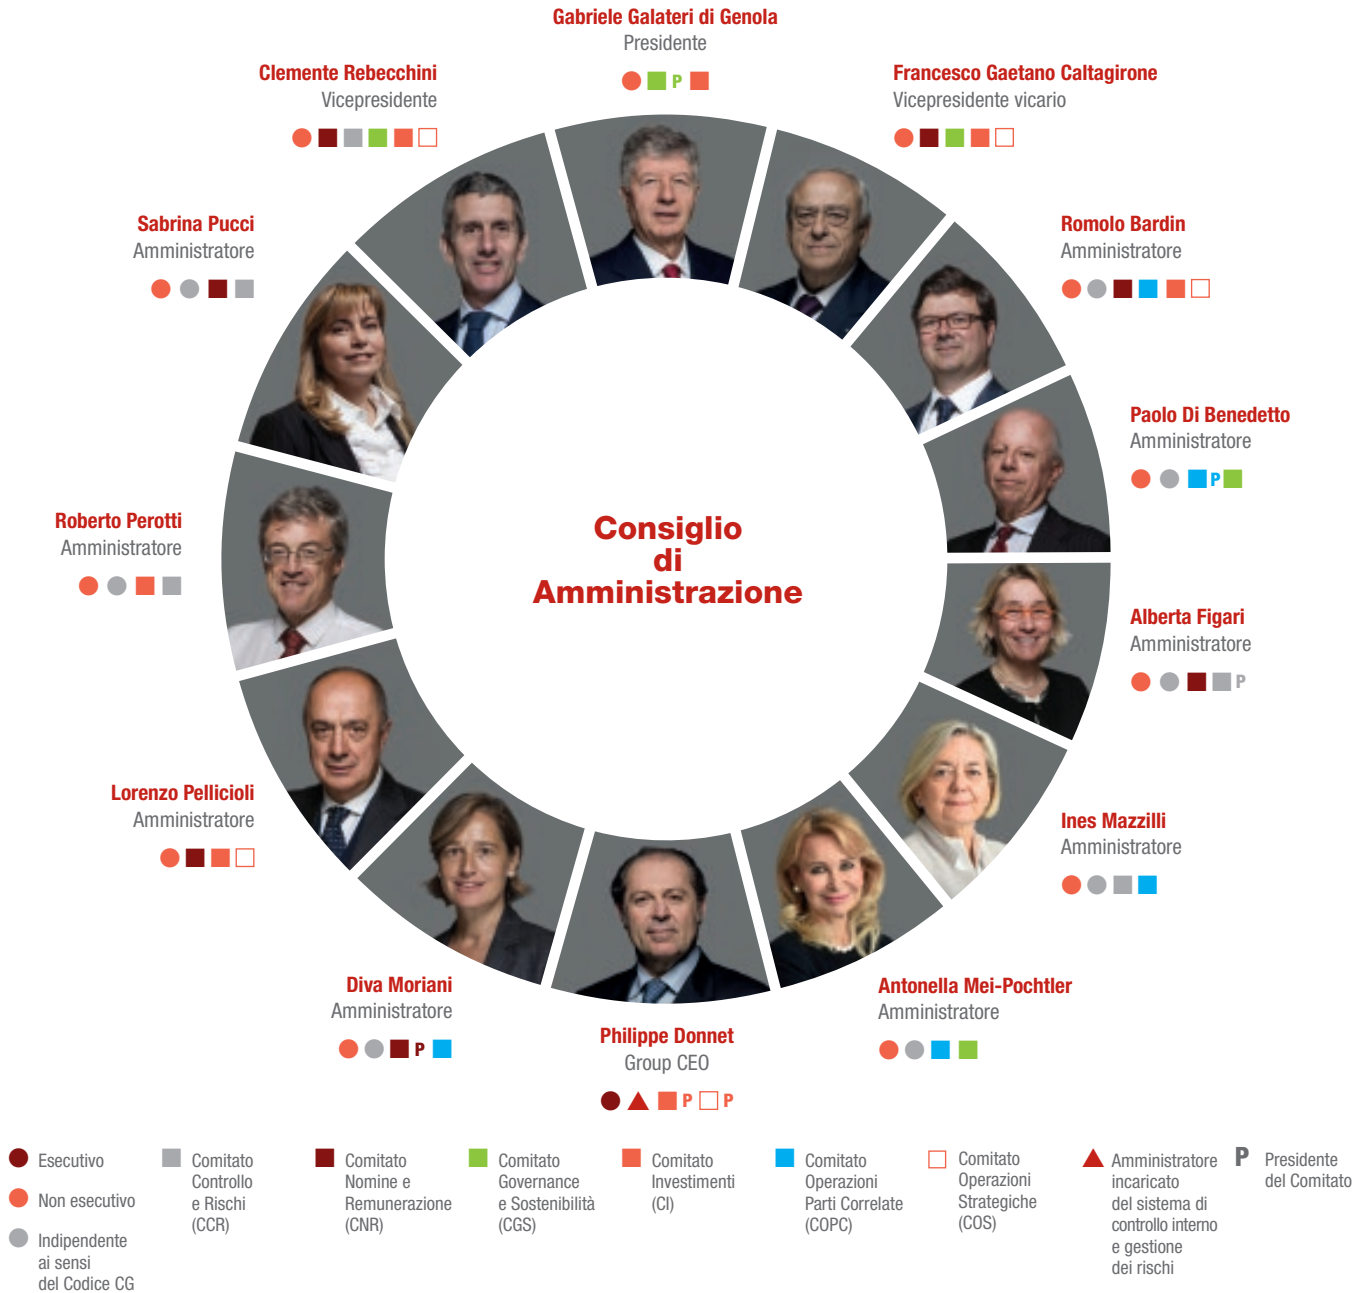 Gabriele Galateri di Genola
Presidente
P
Clemente Rebecchini
Vicepresidente
Francesco Gaetano Caltagirone
Vicepresidente vicario
Sabrina Pucci
Amministratore
Romolo Bardin
Amministratore
Paolo Di Benedetto
Amministratore
P
Roberto Perotti
Amministratore
Consiglio
di
Amministrazione
Alberta Figari
Amministratore
P
Lorenzo Pellicioli
Amministratore
Ines Mazzilli
Amministratore
Diva Moriani
Amministratore
P
Philippe Donnet
Group CEO
P P
Antonella Mei-Pochtler
Amministratore
Esecutivo
Non esecutivo
Indipendente
ai sensi
del Codice CG
Comitato
Controllo
e Rischi
(CCR)
Comitato
Nomine e
Remunerazione
(CNR)
Comitato
Governance
e Sostenibilità
(CGS)
Comitato
Investimenti
(CI)
Comitato
Operazioni
Parti Correlate
(COPC)
Comitato
Operazioni
Strategiche
(COS)
Amministratore
incaricato
del sistema di
controllo interno
e gestione
dei rischi
P Presidente
del Comitato